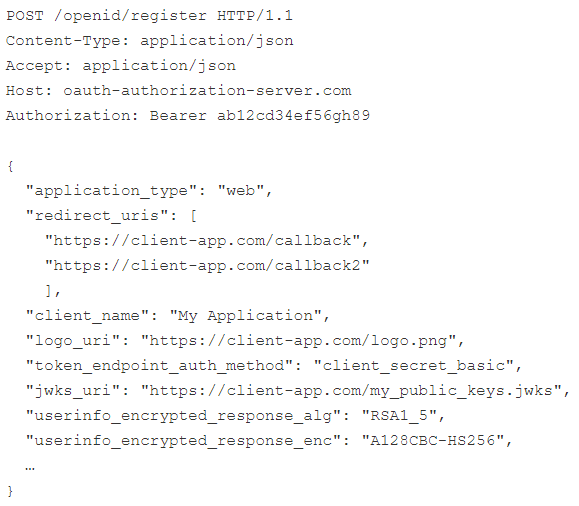 POST /openid/register HTTP/1.1
Content-Type: application/json
Accept: application/json
Host: oauth-authorization-server.com
Authorization: Bearer ab12cd34ef56gh89

{
  "application_type": "web",
  "redirect_uris": [
    "https://client-app.com/callback",
    "https://client-app.com/callback2"
    ],
  "client_name": "My Application",
  "logo_uri": "https://client-app.com/logo.png",
  "token_endpoint_auth_method": "client_secret_basic",
  "jwks_uri": "https://client-app.com/my_public_keys.jwks",
  "userinfo_encrypted_response_alg": "RSA1_5",
  "userinfo_encrypted_response_enc": "A128CBC-HS256",
  …
}